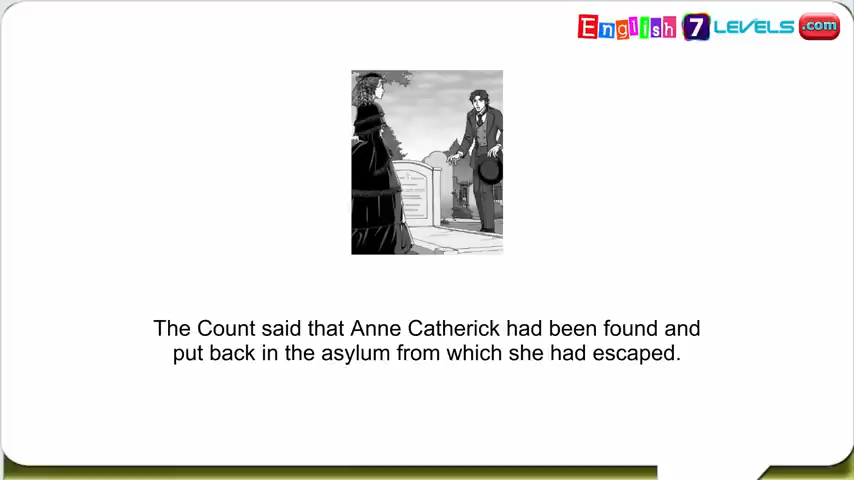 English 7 LEVELS .com
The Count said that Anne Catherick had been found and
put back in the asylum from which she had escaped.